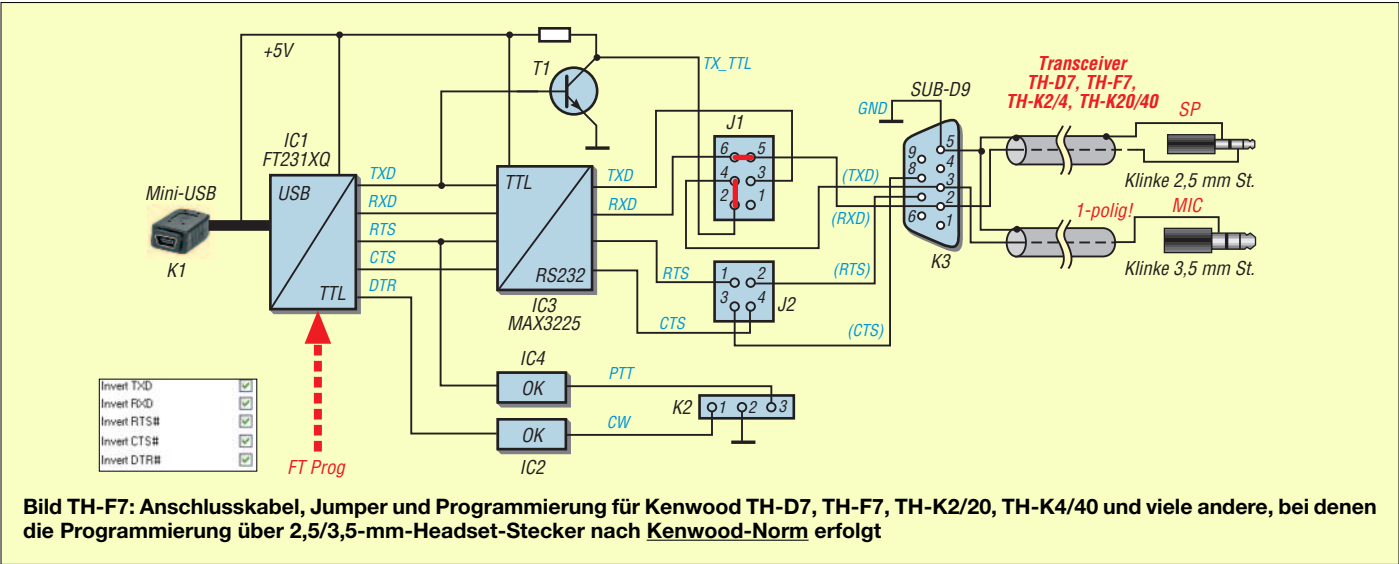 +5V
T1
TX_TTL
Transceiver
TH-D7, TH-F7,
TH-K2/4, TH-K20/40
SUB-D9
GND
SP
IC1
FT231XQ
J1
6 5
4 3
2 1
5
9
4
8
3
2
6
1
K3
Klinke 2,5 mm St.
Mini-USB
K1
USB
TTL
TXD
RXD
RTS
CTS
DTR
TTL
RS232
IC3
MAX3225
TXD
RXD
RTS
CTS
(TXD)
(RXD)
(RTS)
(CTS)
1 2
3 4
J2
1-polig!
MIC
Klinke 3,5 mm St.
IC4
OK
PTT
K2
1 2 3
OK
CW
IC2
Invert TXD
Invert RXD
Invert RTS#
Invert CTS#
Invert DTR#
FT Prog
Bild TH-F7: Anschlusskabel, Jumper und Programmierung für Kenwood TH-D7, TH-F7, TH-K2/20, TH-K4/40 und viele andere, bei denen
die Programmierung über 2,5/3,5-mm-Headset-Stecker nach Kenwood-Norm erfolgt